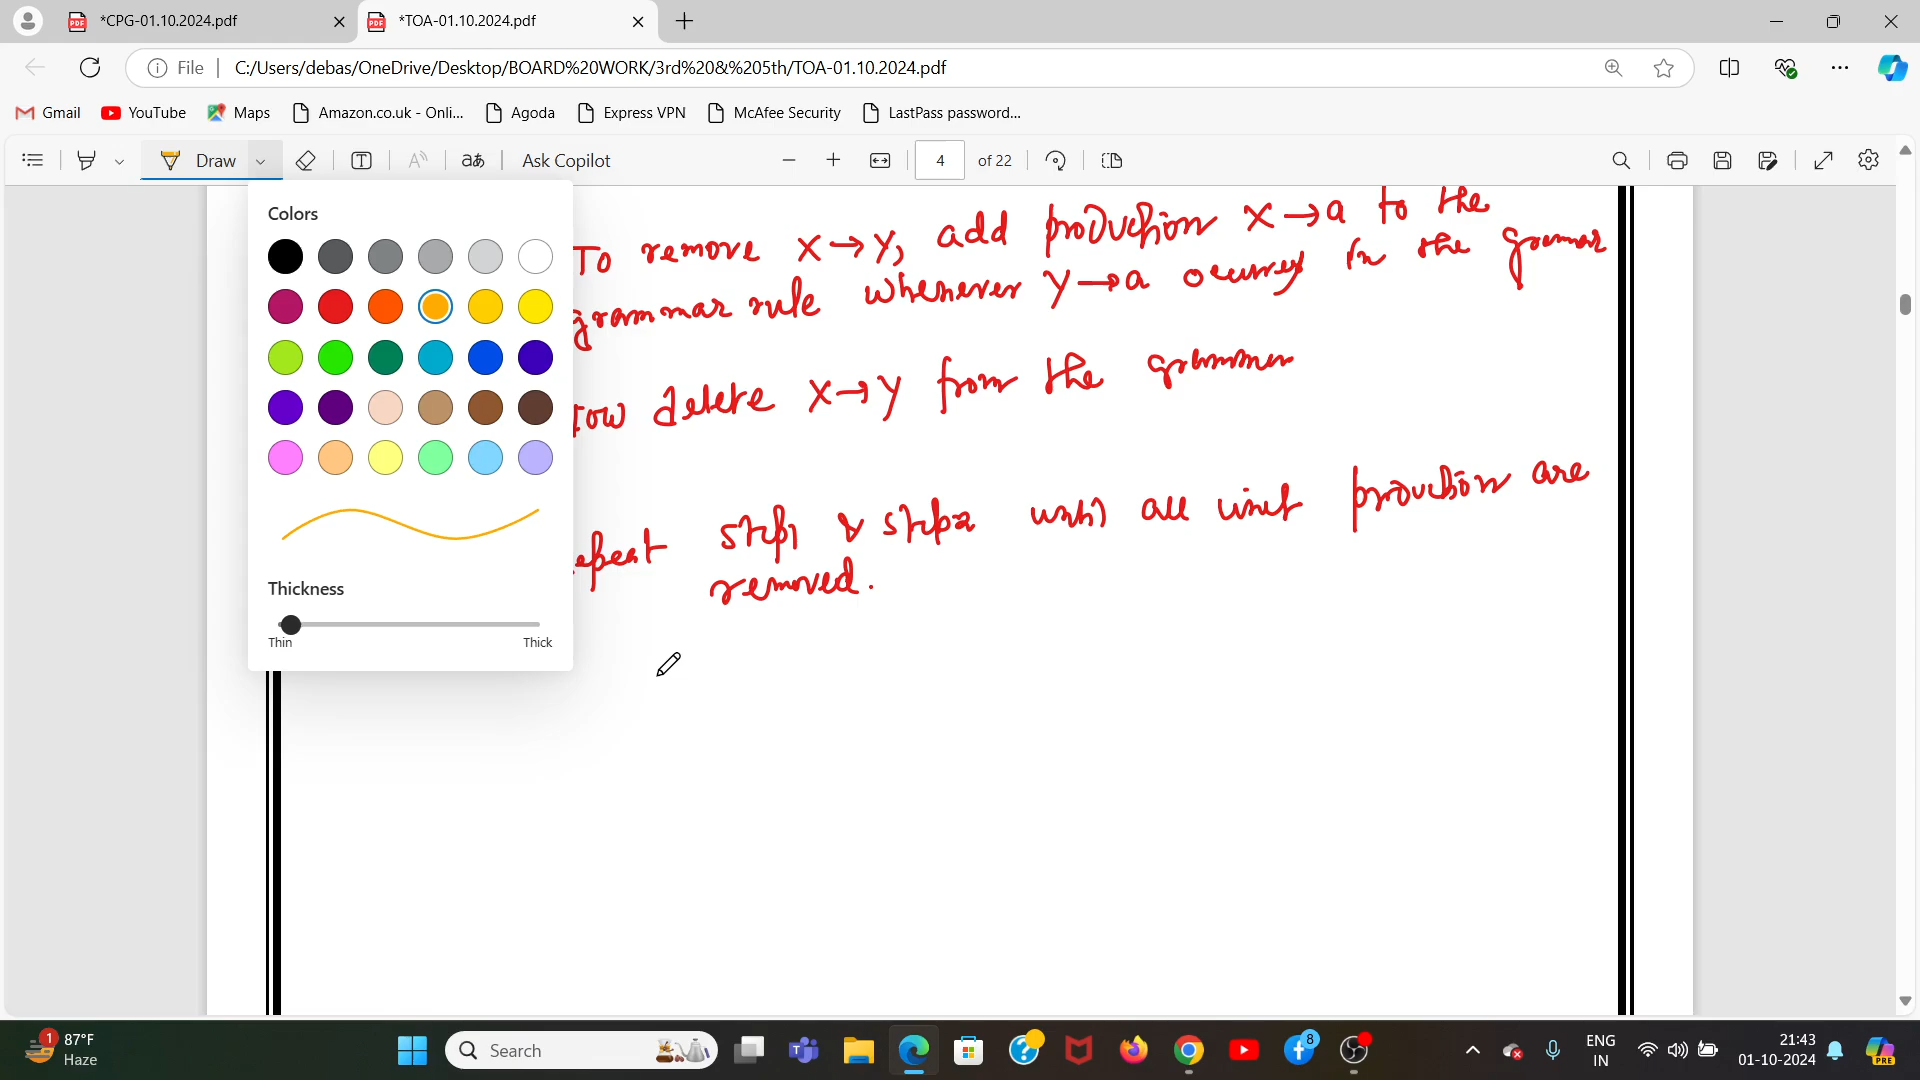 *CPG-01.10.2024.pdf
*TOA-01.10.2024.pdf
File
C:/Users/debas/OneDrive/Desktop/BOARD%20WORK/3rd%20&%205th/TOA-01.10.2024.pdf
Gmail
YouTube
Maps
Amazon.co.uk - Onli...
Agoda
Express VPN
McAfee Security
LastPass password...
Draw
Ask Copilot
4
of 22
Colors
Thickness
Thin
Thick
To remove X→Y, add production X→a to the
grammar rule whenever Y→a occurs in the grammar
delete X→Y from the grammar
step1 & step2 until all unit production are
removed.
1
87°F
Haze
Search
8
ENG
IN
21:43
01-10-2024
PRE